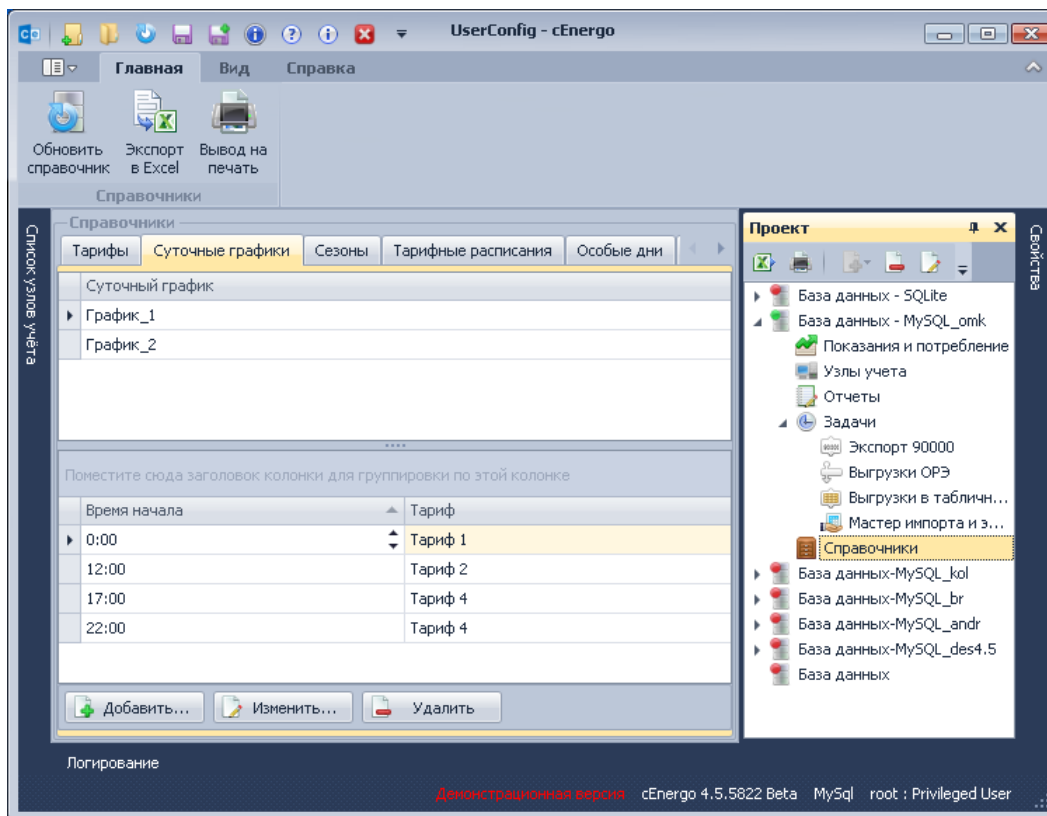 UserConfig - cEnergo
Главная Вид Справка
Обновить справочник
Экспорт в Excel
Вывод на печать
Справочники
Список узлов учёта
Справочники
Тарифы Суточные графики Сезоны Тарифные расписания Особые дни
Суточный график
График_1
График_2
Поместите сюда заголовок колонки для группировки по этой колонке
Время начала Тариф
0:00 Тариф 1
12:00 Тариф 2
17:00 Тариф 4
22:00 Тариф 4
Добавить... Изменить... Удалить
Проект
База данных - SQLite
База данных - MySQL_omk
Показания и потребление
Узлы учета
Отчеты
Задачи
Экспорт 90000
Выгрузки ОРЭ
Выгрузки в табличн...
Мастер импорта и э...
Справочники
База данных-MySQL_kol
База данных-MySQL_br
База данных-MySQL_andr
База данных-MySQL_des4.5
База данных
Свойства
Логирование
Демонстрационная версия cEnergo 4.5.5822 Beta MySql root : Privileged User